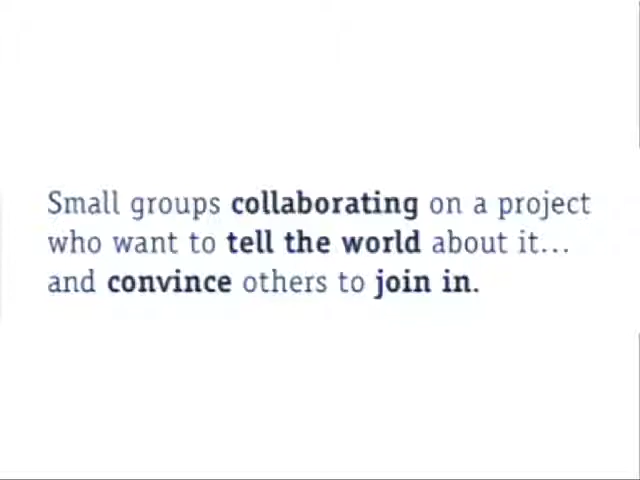 Small groups collaborating on a project
who want to tell the world about it...
and convince others to join in.